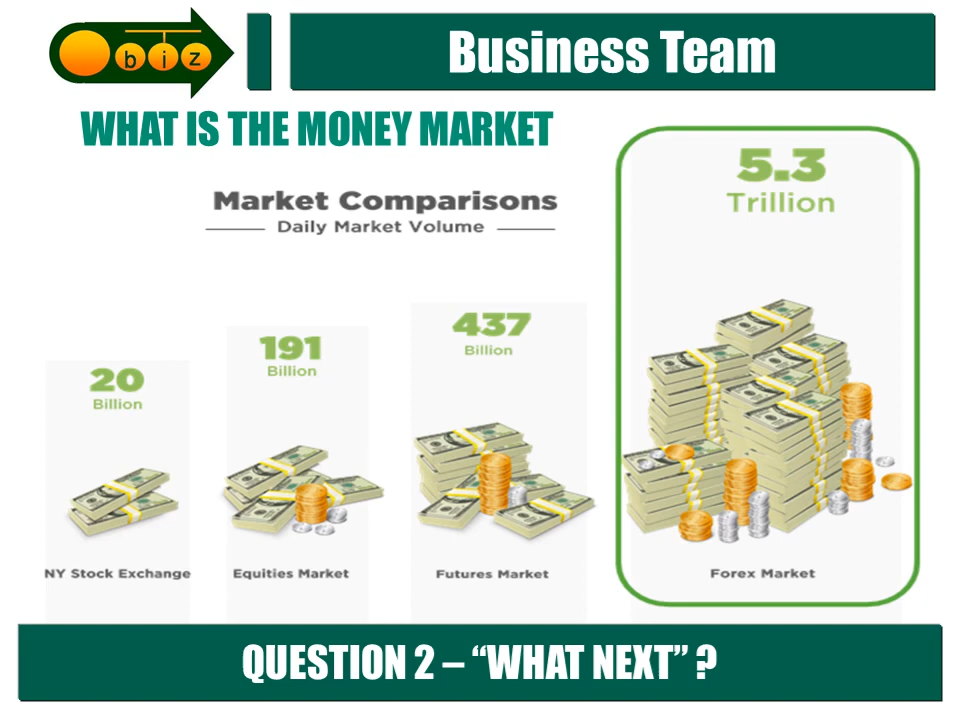 b i z
Business Team
WHAT IS THE MONEY MARKET
Market Comparisons
Daily Market Volume
20
Billion
NY Stock Exchange
191
Billion
Equities Market
437
Billion
Futures Market
5.3
Trillion
Forex Market
QUESTION 2 – “WHAT NEXT” ?